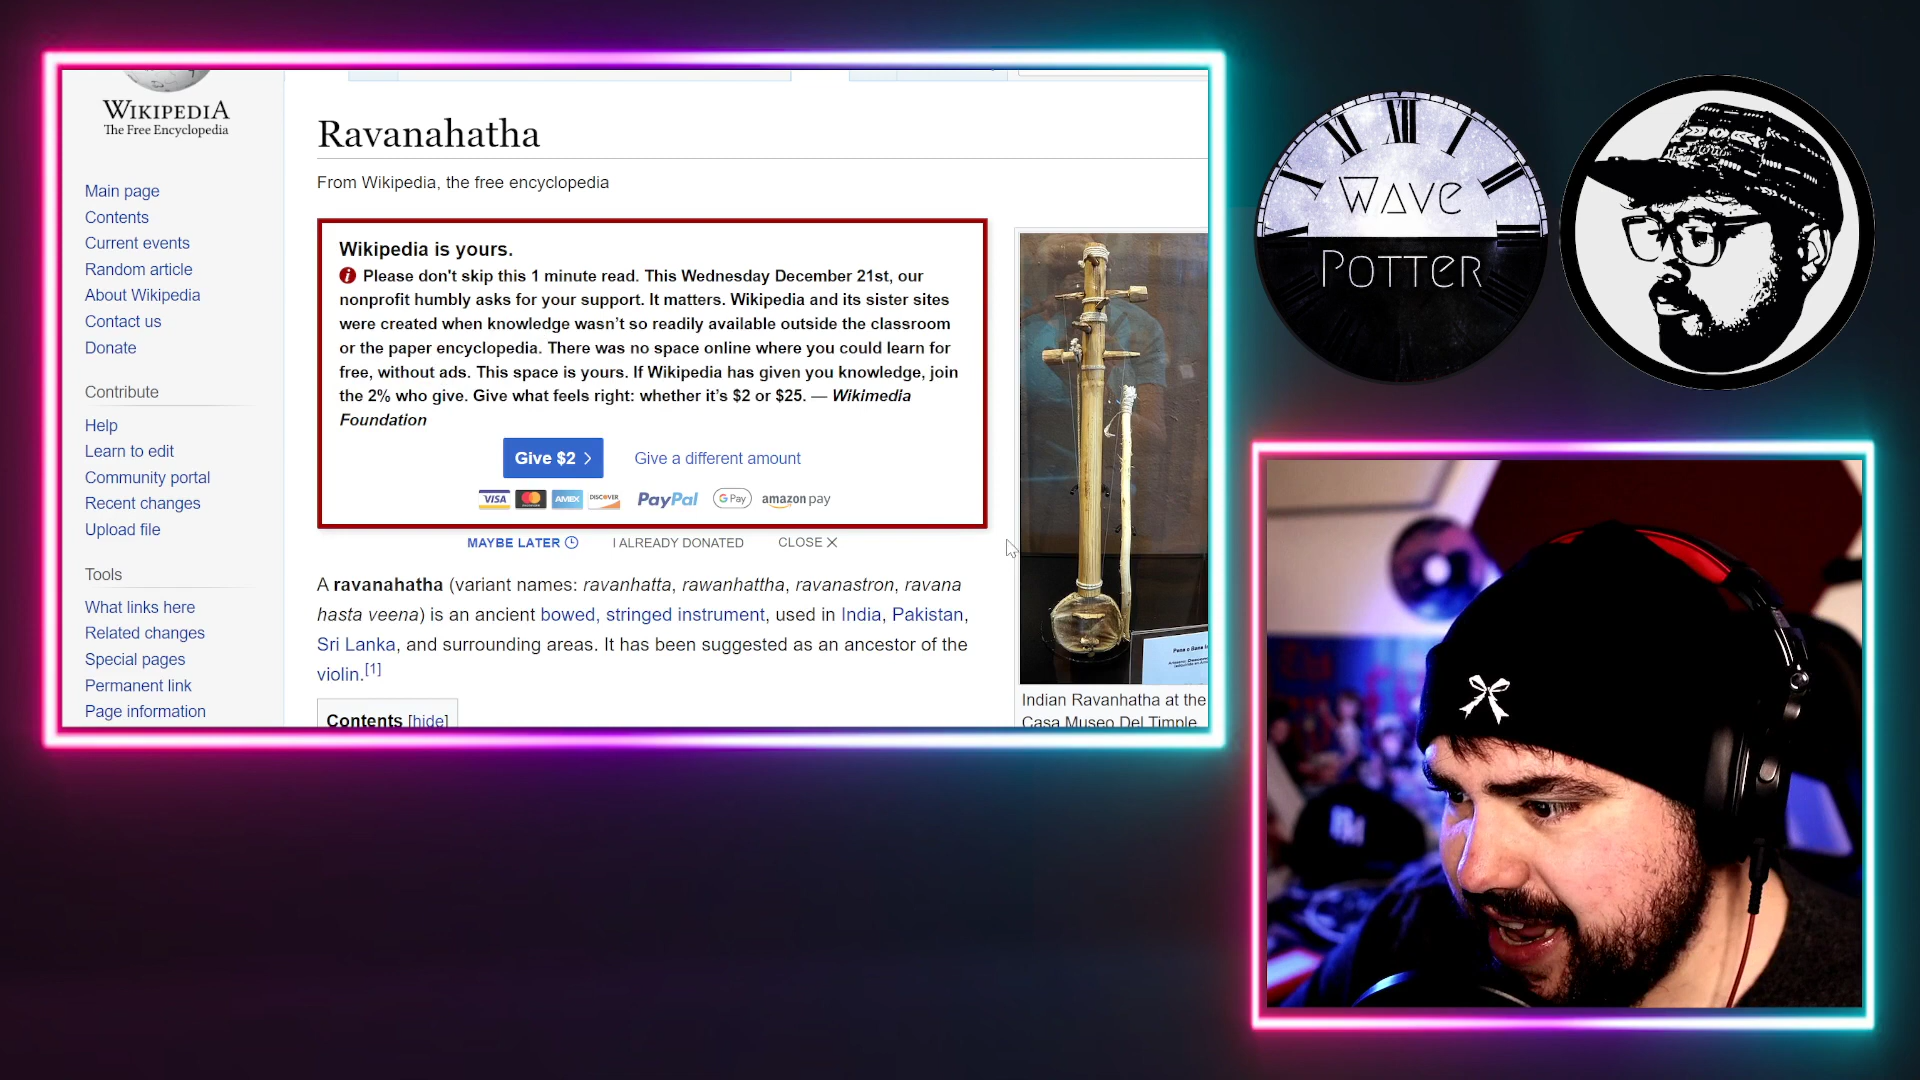 WIKIPEDIA
The Free Encyclopedia
Main page
Contents
Current events
Random article
About Wikipedia
Contact us
Donate
Contribute
Help
Learn to edit
Community portal
Recent changes
Upload file
Tools
What links here
Related changes
Special pages
Permanent link
Page information
Ravanahatha
From Wikipedia, the free encyclopedia
Wikipedia is yours.
Please don't skip this 1 minute read. This Wednesday December 21st, our
nonprofit humbly asks for your support. It matters. Wikipedia and its sister sites
were created when knowledge wasn’t so readily available outside the classroom
or the paper encyclopedia. There was no space online where you could learn for
free, without ads. This space is yours. If Wikipedia has given you knowledge, join
the 2% who give. Give what feels right: whether it’s $2 or $25. — Wikimedia
Foundation
Give $2
Give a different amount
VISA AMEX DISCOVER PayPal G Pay amazon pay
MAYBE LATER I ALREADY DONATED CLOSE
A ravanahatha (variant names: ravanhatta, rawanhattha, ravanastron, ravana
hasta veena) is an ancient bowed, stringed instrument, used in India, Pakistan,
Sri Lanka, and surrounding areas. It has been suggested as an ancestor of the
violin.[1]
Contents [hide]
Indian Ravanhatha at the
Casa Museo Del Timple
WAVE
POTTER